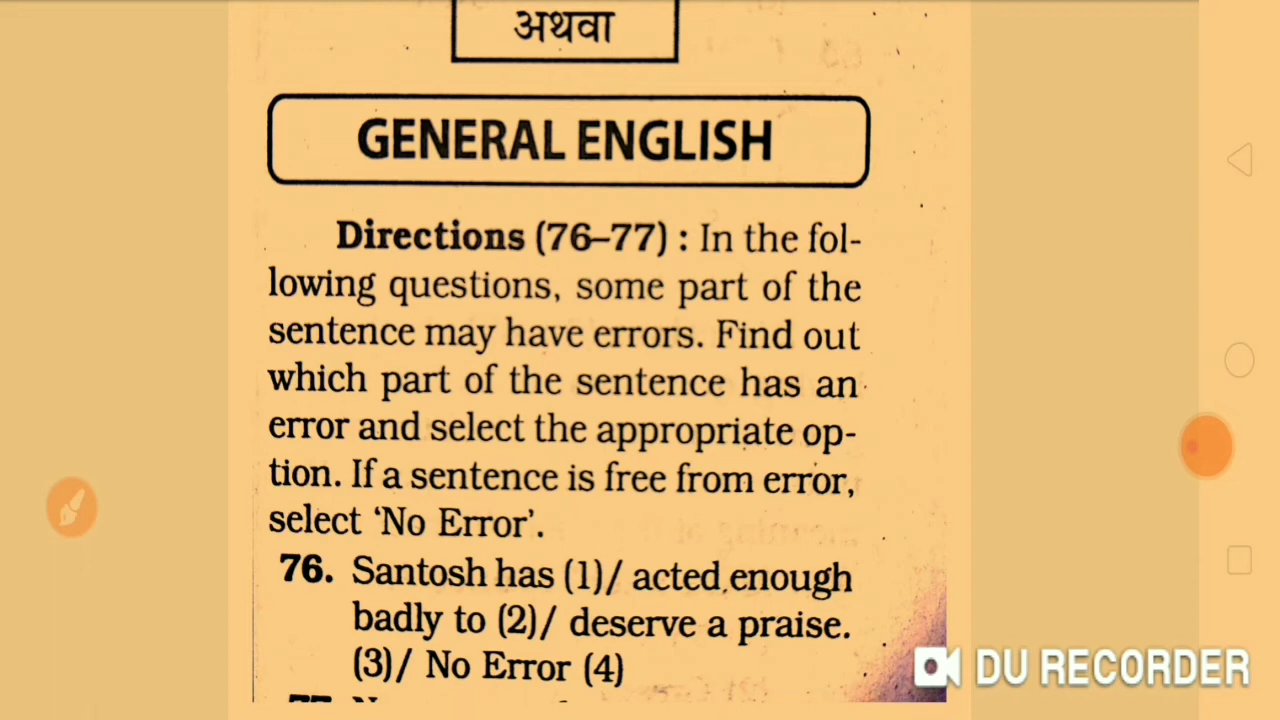 अथवा
GENERAL ENGLISH
Directions (76–77) : In the fol-
lowing questions, some part of the
sentence may have errors. Find out
which part of the sentence has an
error and select the appropriate op-
tion. If a sentence is free from error,
select ‘No Error’.
76. Santosh has (1)/ acted enough
badly to (2)/ deserve a praise.
(3)/ No Error (4)
DU RECORDER